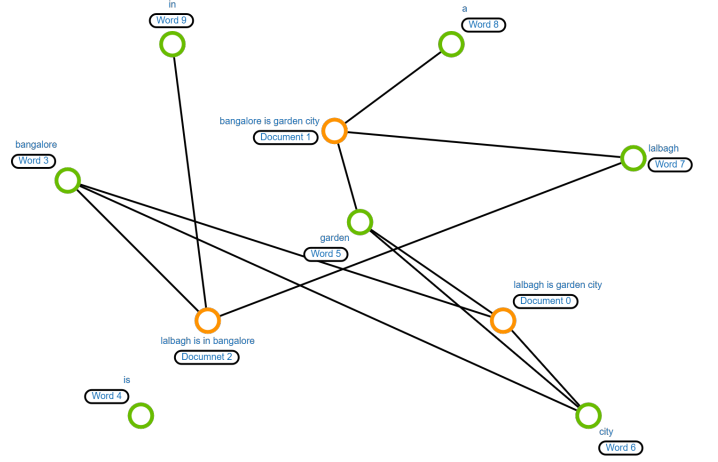 in
Word 9
a
Word 8
bangalore is garden city
Document 1
bangalore
Word 3
lalbagh
Word 7
garden
Word 5
lalbagh is garden city
Document 0
lalbagh is in bangalore
Documnet 2
is
Word 4
city
Word 6